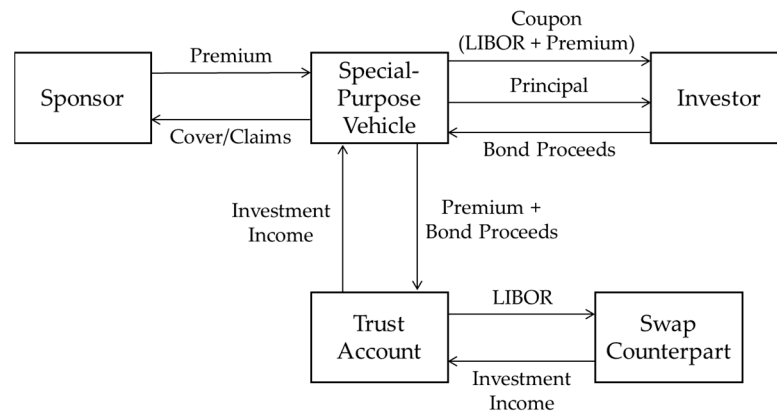 Coupon
(LIBOR + Premium)
Premium
Sponsor
Special-
Purpose
Vehicle
Principal
Investor
Cover/Claims
Bond Proceeds
Investment
Income
Premium +
Bond Proceeds
LIBOR
Trust
Account
Swap
Counterpart
Investment
Income